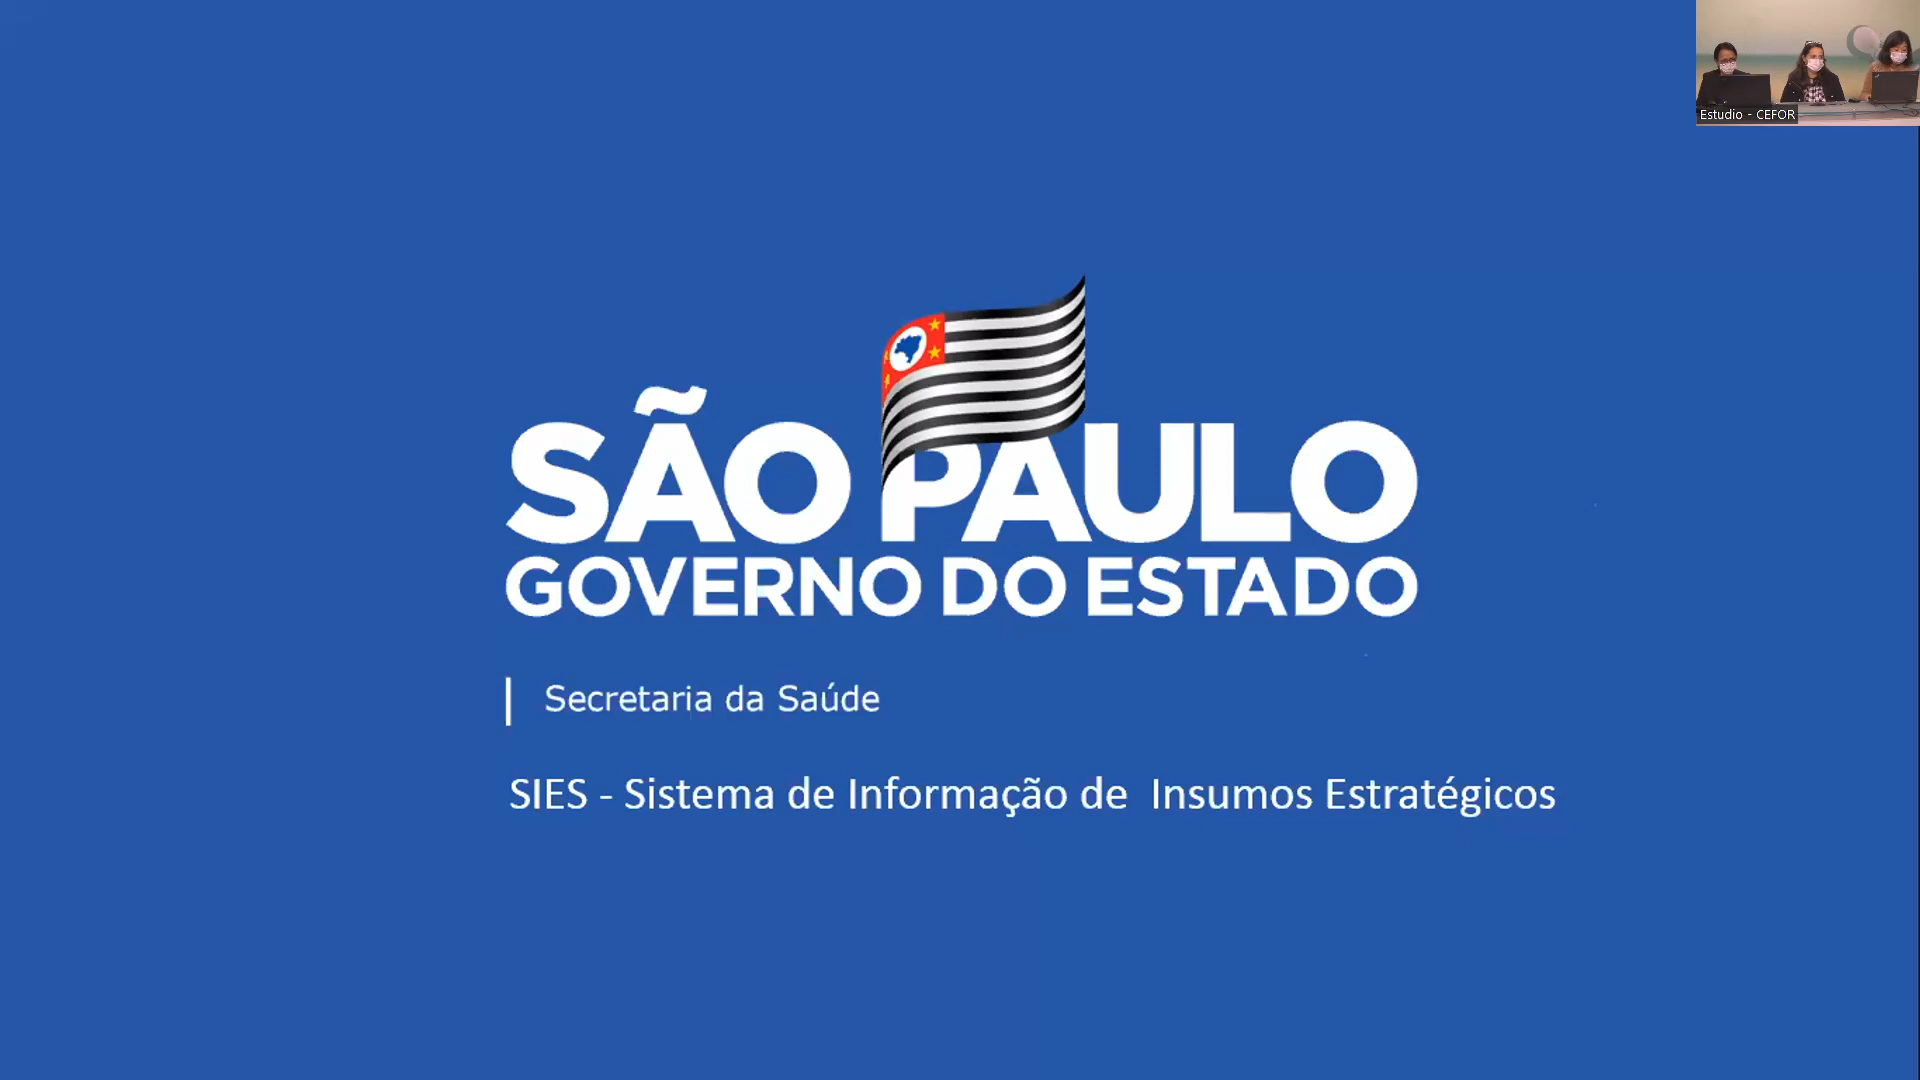 Estudio - CEFOR
SÃO PAULO
GOVERNO DO ESTADO
Secretaria da Saúde
SIES - Sistema de Informação de Insumos Estratégicos